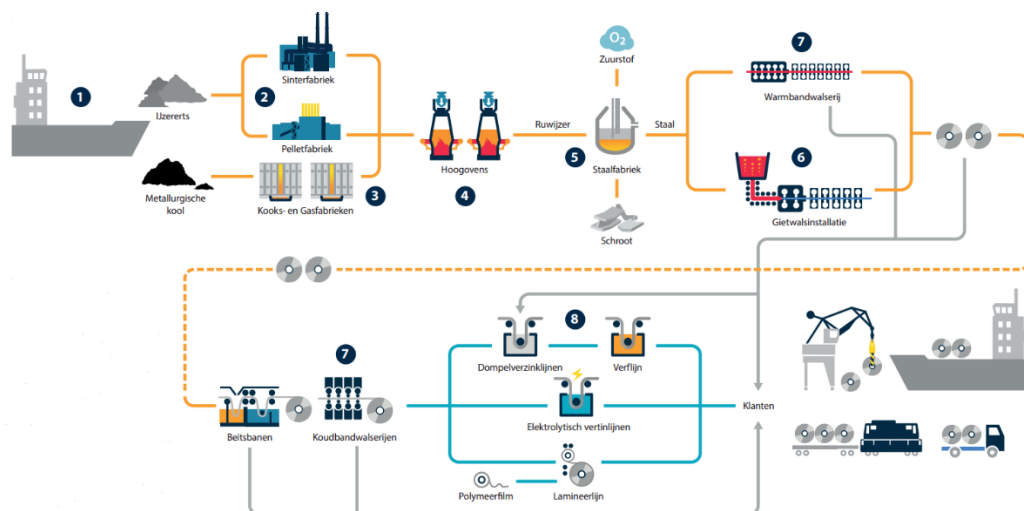 1
IJzererts
Metallurgische
kool
2
Sinterfabriek
Pelletfabriek
Kooks- en Gasfabrieken
3
Hoogovens
4
Ruwijzer
O2
Zuurstof
5
Staalfabriek
Schroot
Staal
7
Warmbandwalserij
6
Gietwalsinstallatie
Beitsbanen
7
Koudbandwalserijen
8
Dompelverzinklijnen
Verflijn
Elektrolytisch vertinlijnen
Polymeerfilm
Lamineerlijn
Klanten